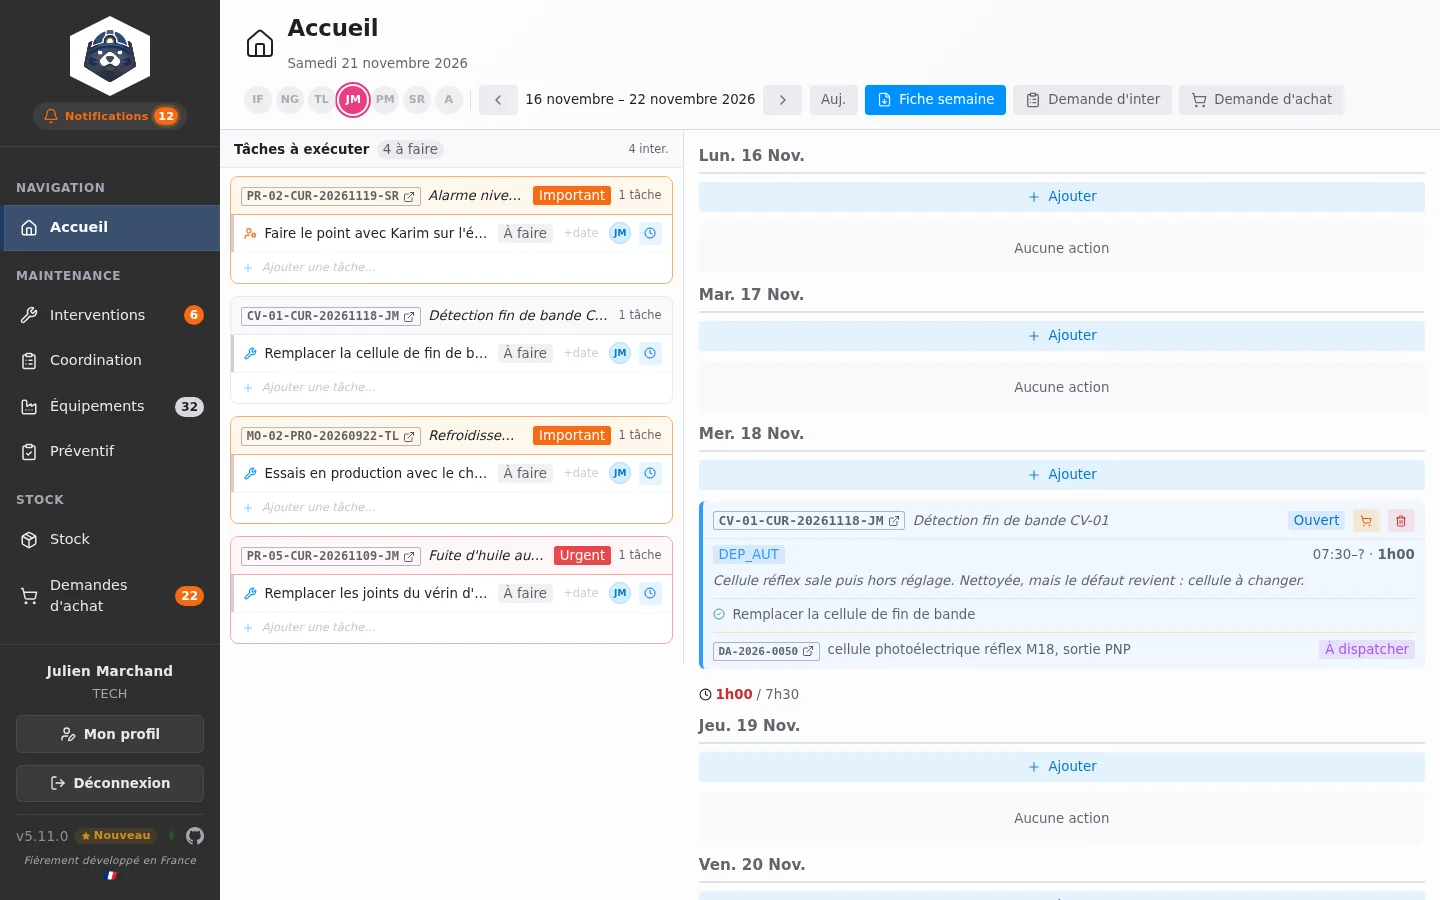 Notifications 12
NAVIGATION
Accueil
MAINTENANCE
Interventions 6
Coordination
Équipements 32
Préventif
STOCK
Stock
Demandes d'achat 22
Julien Marchand
TECH
Mon profil
Déconnexion
v5.11.0 Nouveau
Fièrement développé en France
Accueil
Samedi 21 novembre 2026
IF NG TL JM PM SR A
16 novembre – 22 novembre 2026
Auj.
Fiche semaine
Demande d'inter
Demande d'achat
Tâches à exécuter 4 à faire 4 inter.
PR-02-CUR-20261119-SR Alarme nive… Important 1 tâche
Faire le point avec Karim sur l'é… À faire +date JM
+ Ajouter une tâche…
CV-01-CUR-20261118-JM Détection fin de bande C… 1 tâche
Remplacer la cellule de fin de b… À faire +date JM
+ Ajouter une tâche…
MO-02-PRO-20260922-TL Refroidisse… Important 1 tâche
Essais en production avec le ch… À faire +date JM
+ Ajouter une tâche…
PR-05-CUR-20261109-JM Fuite d'huile au… Urgent 1 tâche
Remplacer les joints du vérin d'… À faire +date JM
+ Ajouter une tâche…
Lun. 16 Nov.
+ Ajouter
Aucune action
Mar. 17 Nov.
+ Ajouter
Aucune action
Mer. 18 Nov.
+ Ajouter
CV-01-CUR-20261118-JM Détection fin de bande CV-01 Ouvert
DEP_AUT 07:30–? · 1h00
Cellule réflex sale puis hors réglage. Nettoyée, mais le défaut revient : cellule à changer.
Remplacer la cellule de fin de bande
DA-2026-0050 cellule photoélectrique réflex M18, sortie PNP À dispatcher
1h00 / 7h30
Jeu. 19 Nov.
+ Ajouter
Aucune action
Ven. 20 Nov.